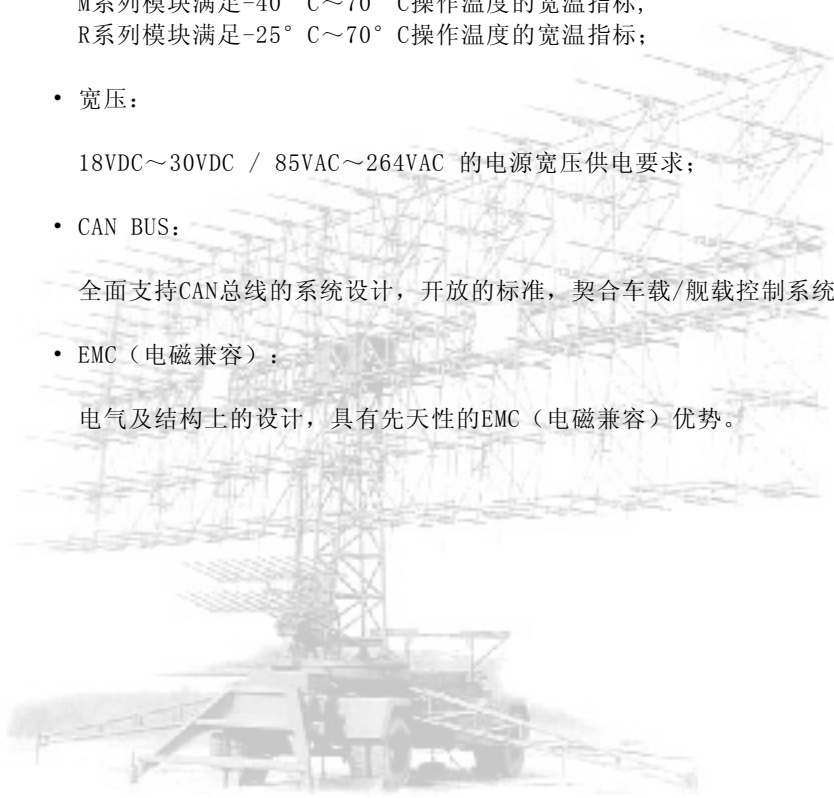 M系列模块满足-40°C～70°C操作温度的宽温指标,
R系列模块满足-25°C～70°C操作温度的宽温指标;
• 宽压:
18VDC～30VDC / 85VAC～264VAC 的电源宽压供电要求;
• CAN BUS:
全面支持CAN总线的系统设计，开放的标准，契合车载/舰载控制系统
• EMC（电磁兼容）:
电气及结构上的设计，具有先天性的EMC（电磁兼容）优势。